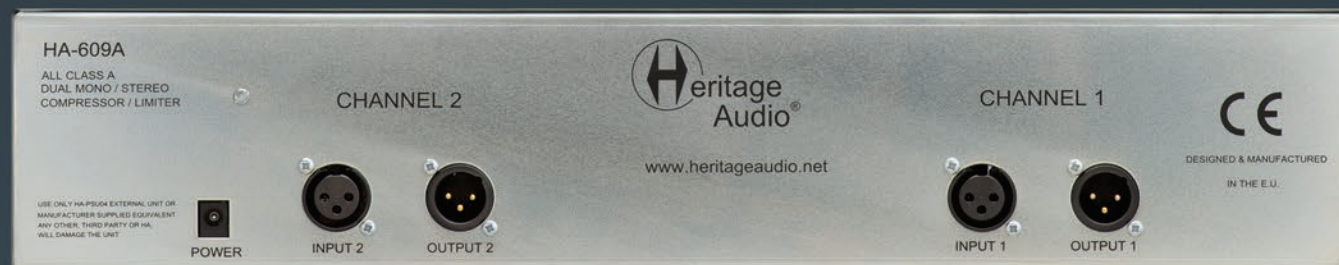 HA-609A
ALL CLASS A
DUAL MONO / STEREO
COMPRESSOR / LIMITER
CHANNEL 2
Heritage
Audio®
www.heritageaudio.net
CHANNEL 1
CE
DESIGNED & MANUFACTURED
IN THE E.U.
USE ONLY HA-PSU04 EXTERNAL UNIT OR
MANUFACTURER SUPPLIED EQUIVALENT
ANY OTHER, THIRD PARTY OR HA,
WILL DAMAGE THE UNIT
POWER
INPUT 2
OUTPUT 2
INPUT 1
OUTPUT 1